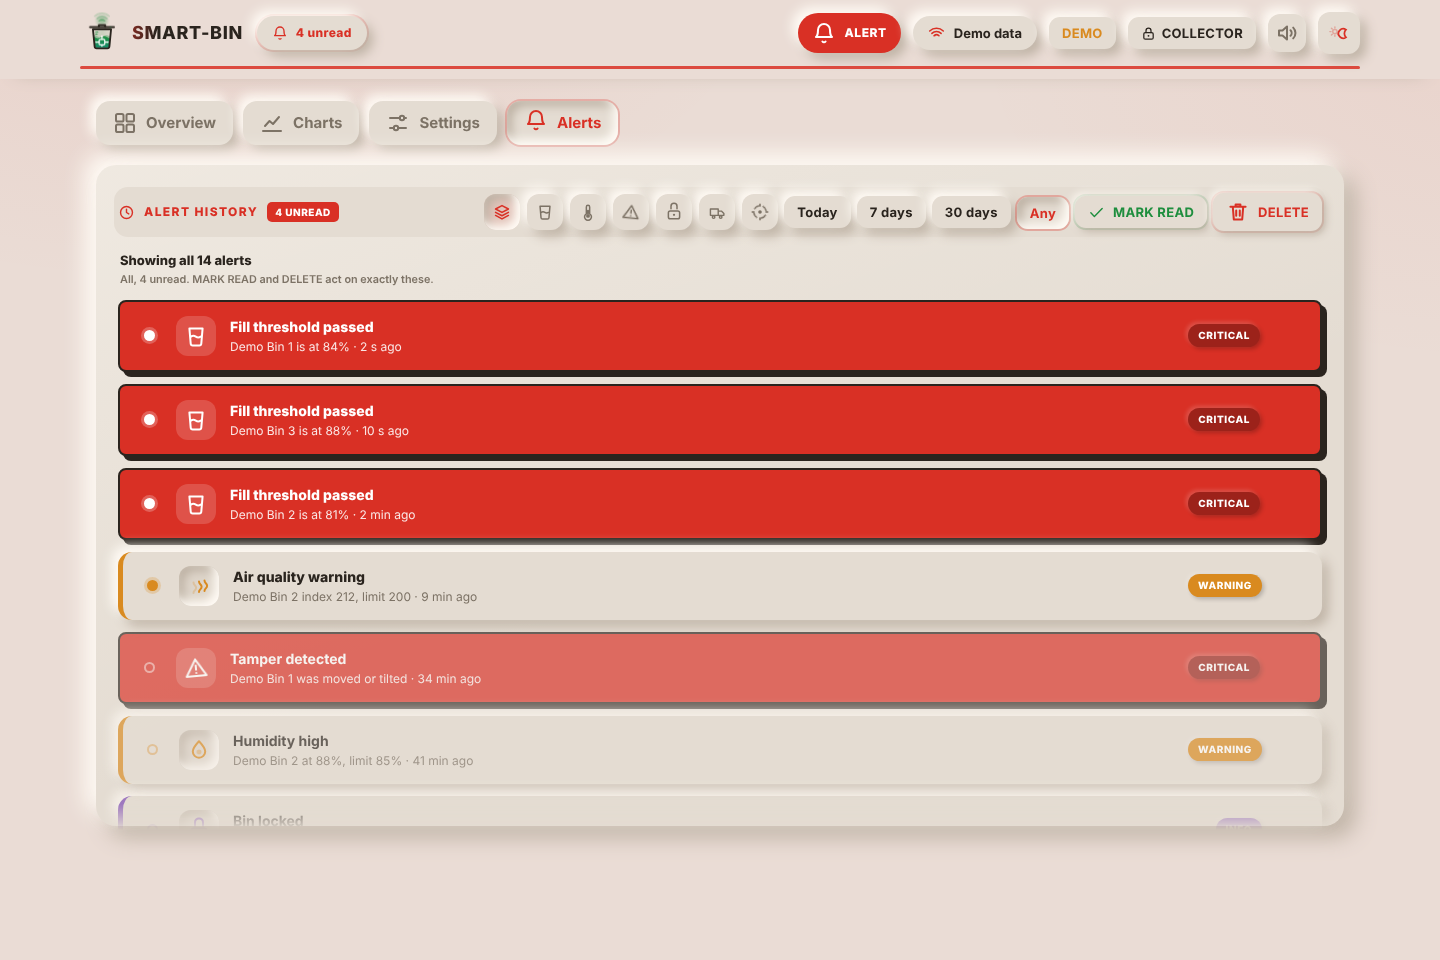 SMART-BIN
4 unread
ALERT
Demo data
DEMO
COLLECTOR
Overview
Charts
Settings
Alerts
ALERT HISTORY
4 UNREAD
Today
7 days
30 days
Any
MARK READ
DELETE
Showing all 14 alerts
All, 4 unread. MARK READ and DELETE act on exactly these.
Fill threshold passed
Demo Bin 1 is at 84% · 2 s ago
CRITICAL
Fill threshold passed
Demo Bin 3 is at 88% · 10 s ago
CRITICAL
Fill threshold passed
Demo Bin 2 is at 81% · 2 min ago
CRITICAL
Air quality warning
Demo Bin 2 index 212, limit 200 · 9 min ago
WARNING
Tamper detected
Demo Bin 1 was moved or tilted · 34 min ago
CRITICAL
Humidity high
Demo Bin 2 at 88%, limit 85% · 41 min ago
WARNING
Bin locked